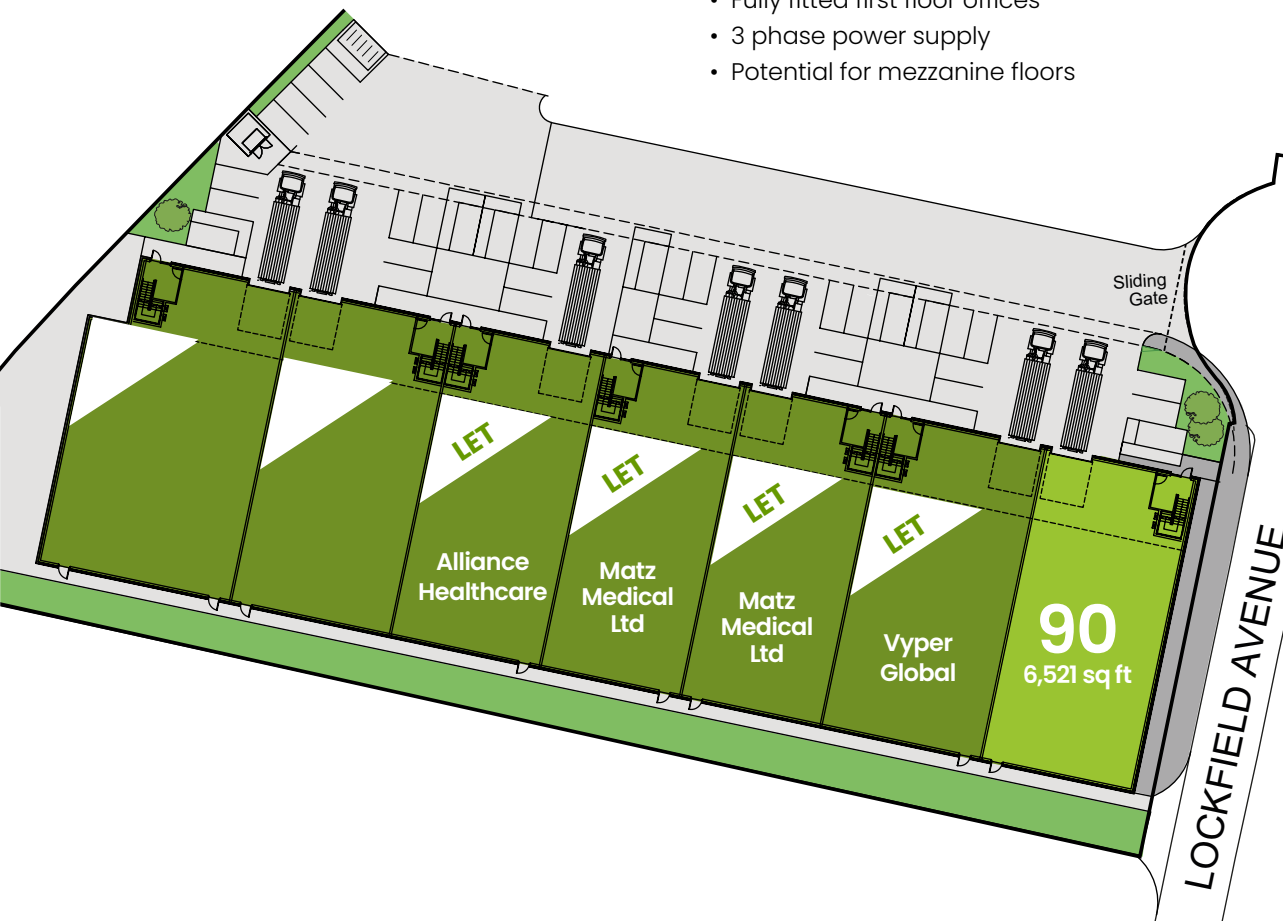 • Fully fitted first floor offices
• 3 phase power supply
• Potential for mezzanine floors
Sliding
Gate
LET
LET
LET
LET
Alliance
Healthcare
Matz
Medical
Ltd
Matz
Medical
Ltd
Vyper
Global
90
6,521 sq ft
LOCKFIELD AVENUE